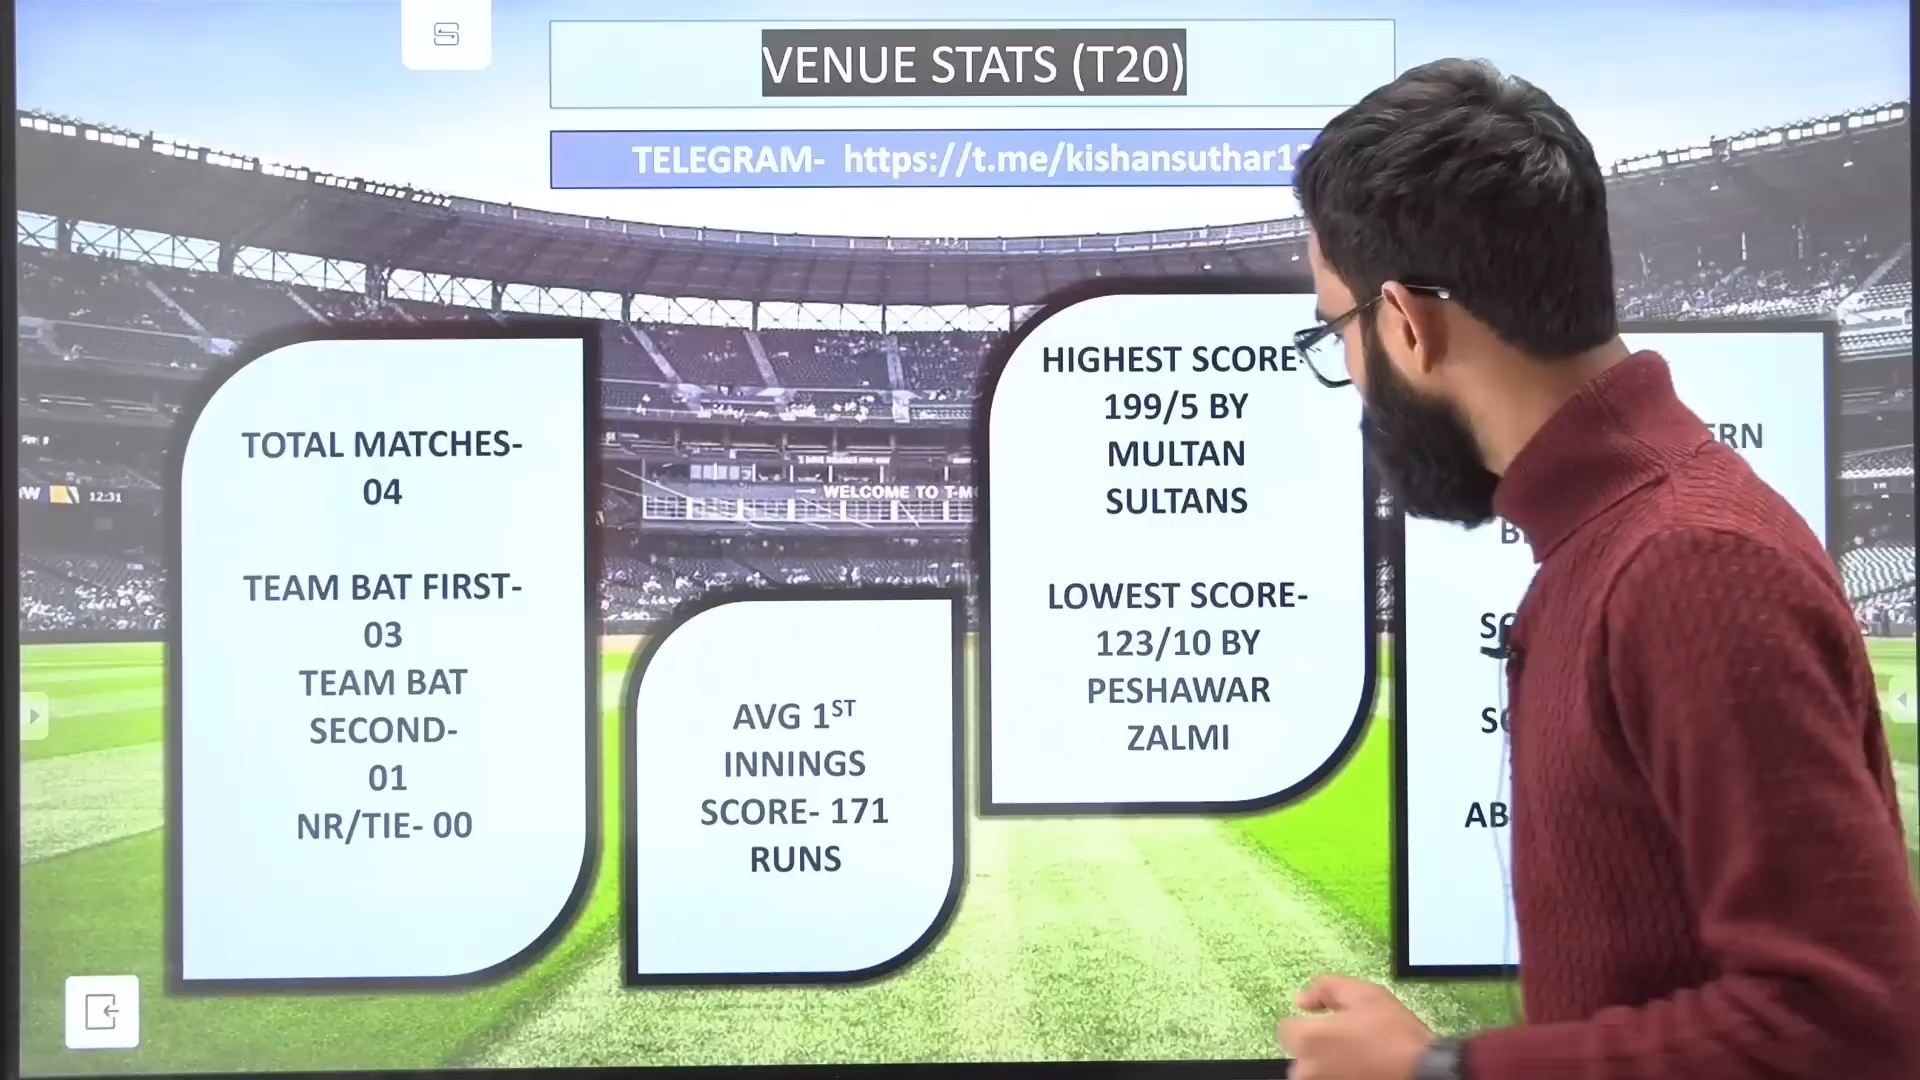 VENUE STATS (T20)
TELEGRAM- https://t.me/kishansuthar1
TOTAL MATCHES-
04
TEAM BAT FIRST-
03
TEAM BAT
SECOND-
01
NR/TIE- 00
AVG 1ST
INNINGS
SCORE- 171
RUNS
HIGHEST SCORE-
199/5 BY
MULTAN
SULTANS
LOWEST SCORE-
123/10 BY
PESHAWAR
ZALMI
WELCOME TO T-M
12:31